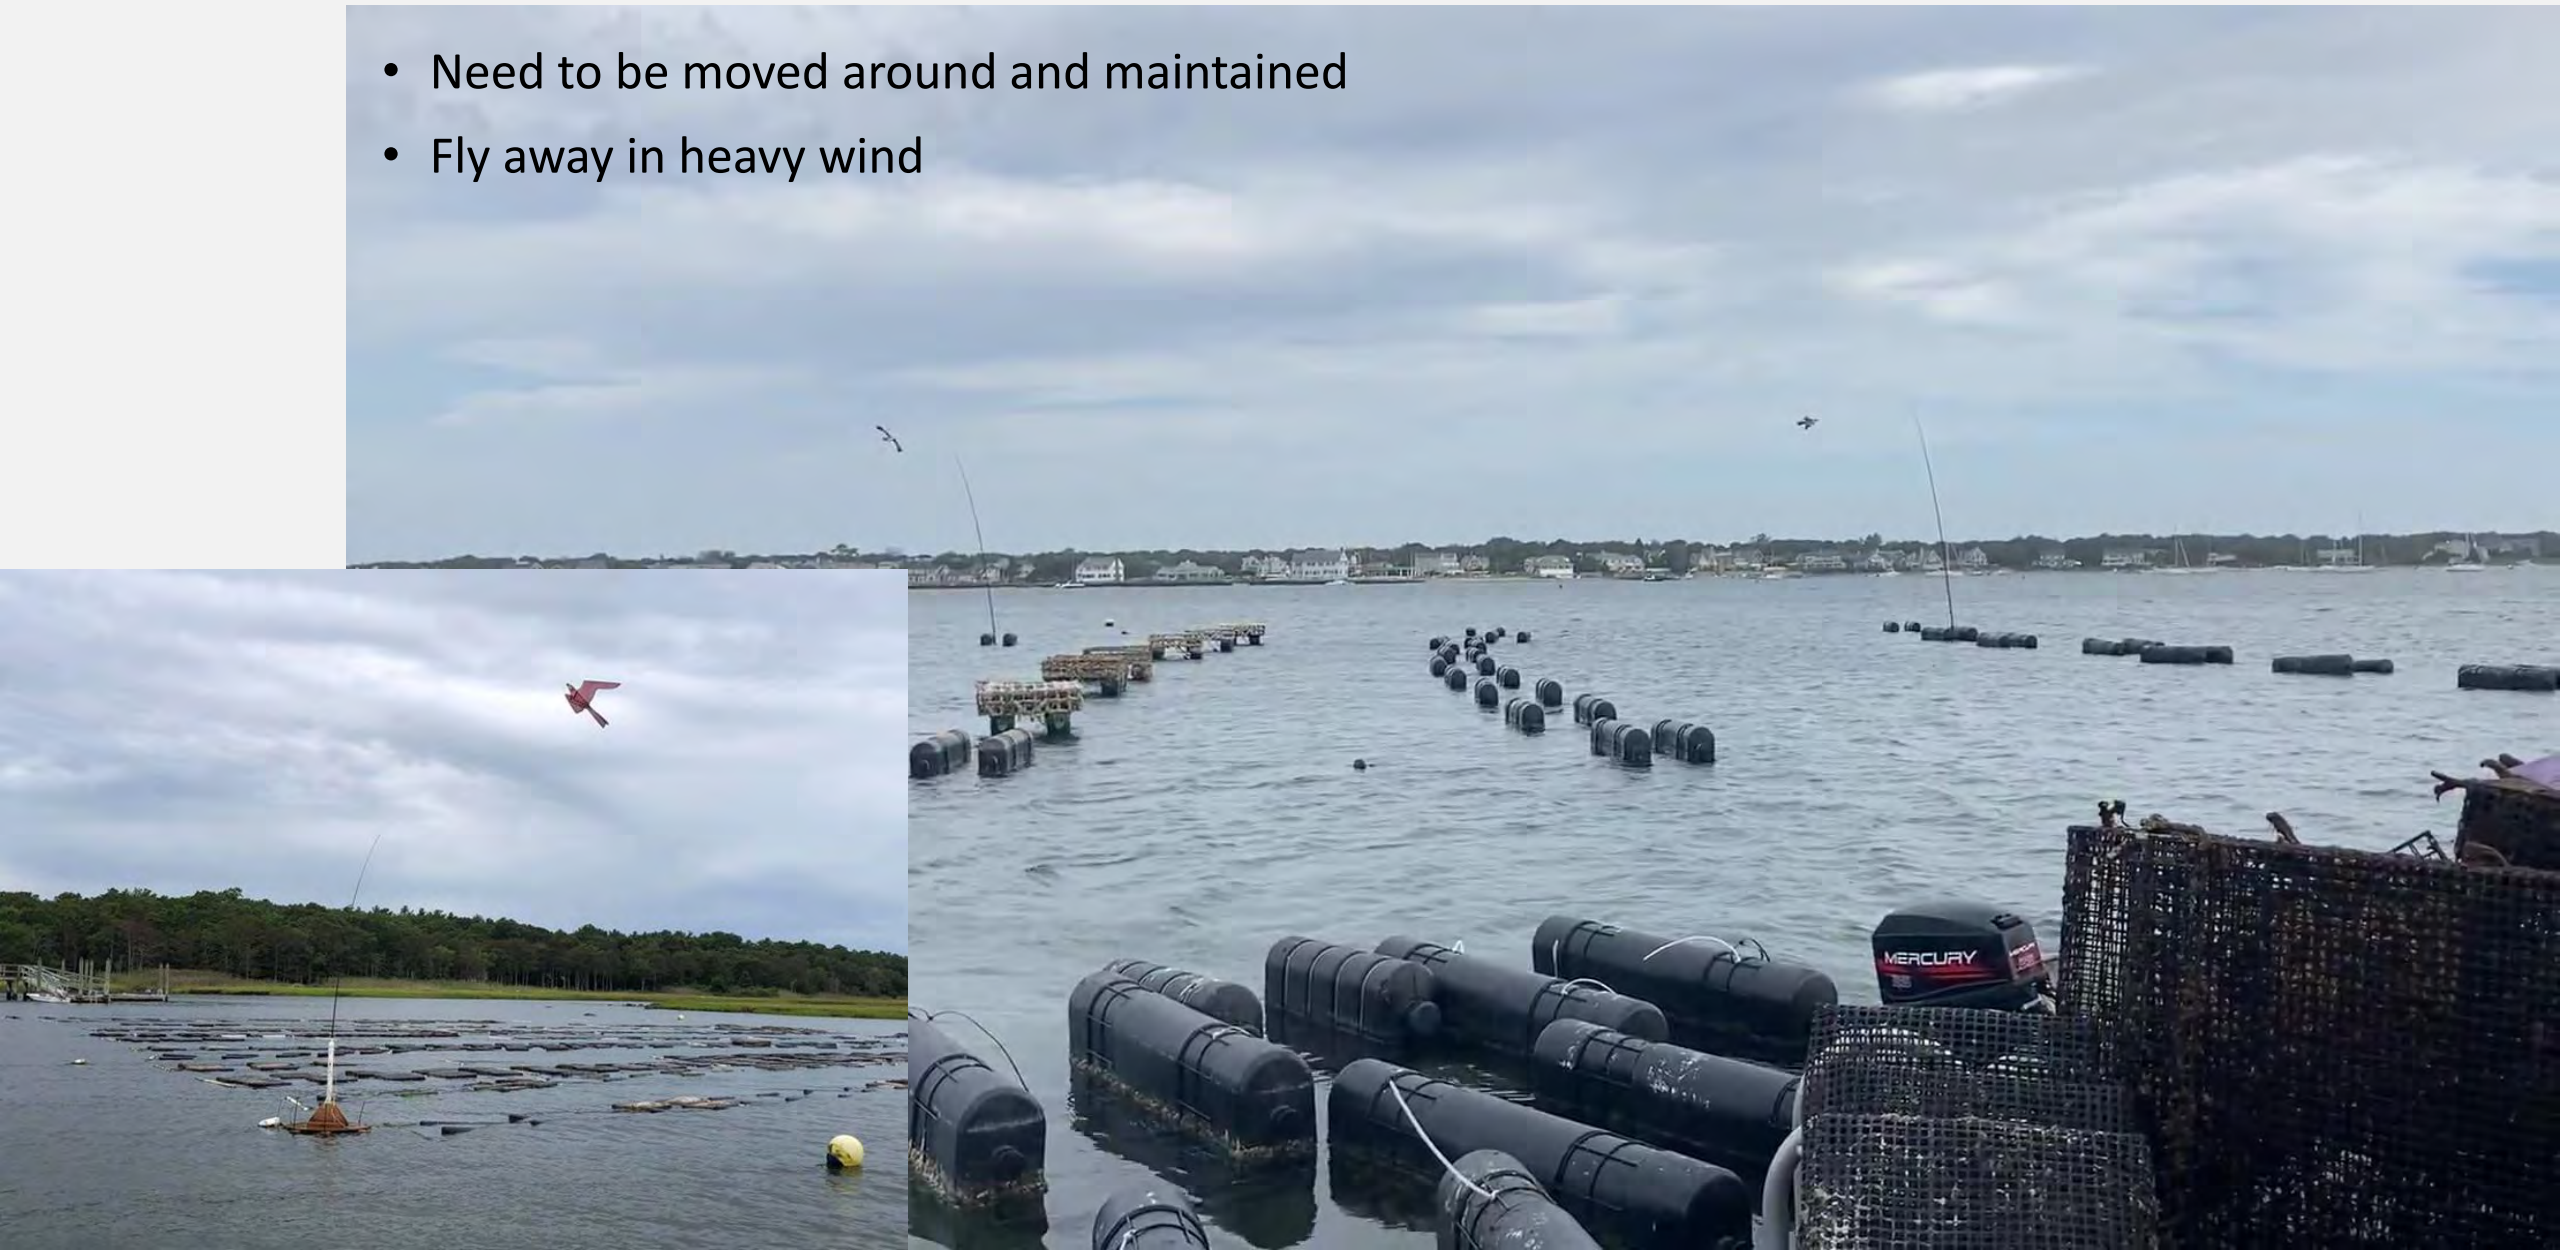 • Need to be moved around and maintained
• Fly away in heavy wind
MERCURY